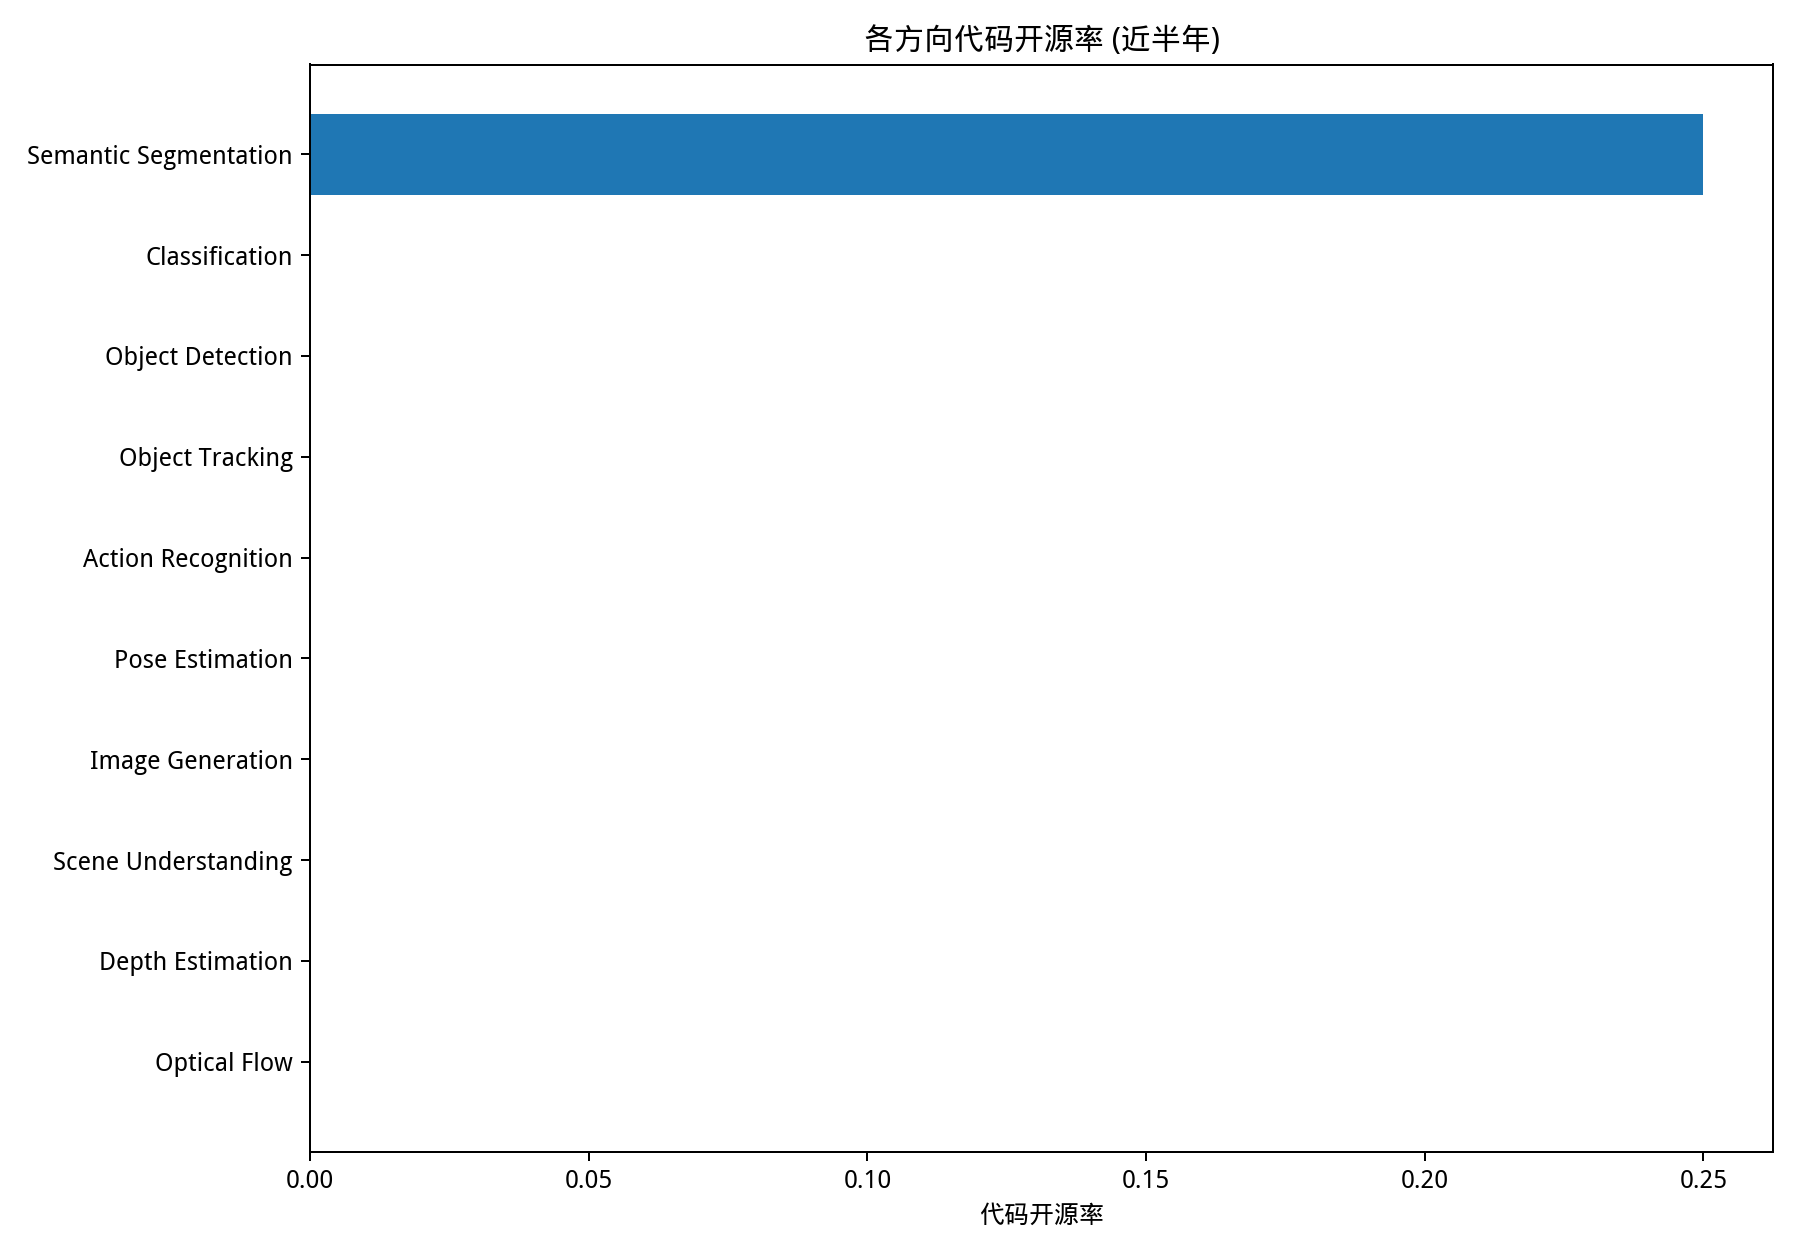 各方向代码开源率 (近半年)
Semantic Segmentation
Classification
Object Detection
Object Tracking
Action Recognition
Pose Estimation
Image Generation
Scene Understanding
Depth Estimation
Optical Flow
0.00 0.05 0.10 0.15 0.20 0.25
代码开源率